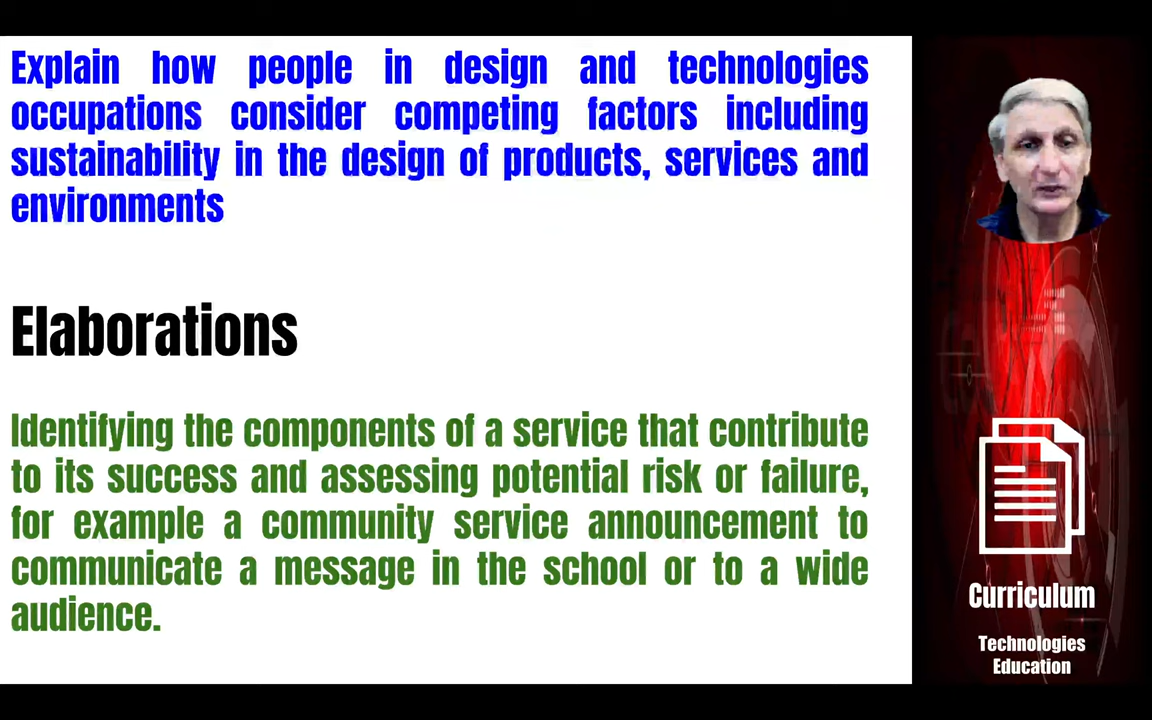 Explain how people in design and technologies
occupations consider competing factors including
sustainability in the design of products, services and
environments
Elaborations
Identifying the components of a service that contribute
to its success and assessing potential risk or failure,
for example a community service announcement to
communicate a message in the school or to a wide
audience.
Curriculum
Technologies
Education